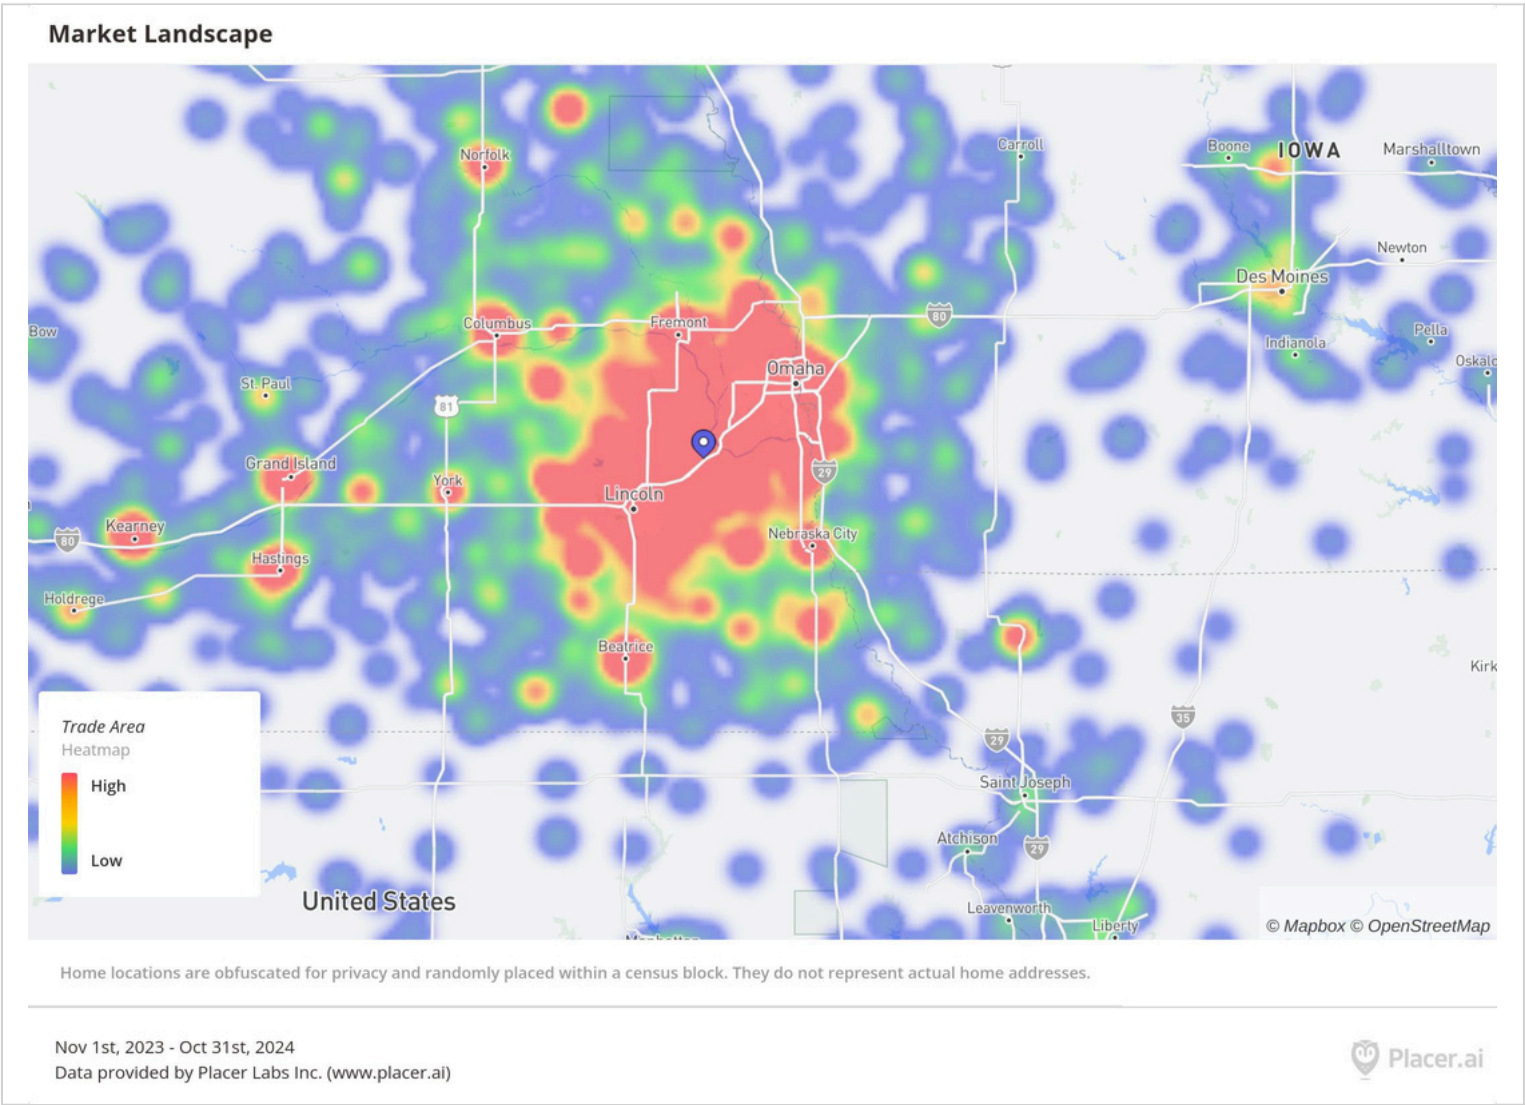 Market Landscape
Carroll
Boone
IOWA
Marshalltown
Norfolk
Newton
Des Moines
Columbus
Fremont
80
Bow
Pella
Indianola
Oskalo
Omaha
St. Paul
81
Grand Island
York
29
Lincoln
Kearney
80
Nebraska City
Hastings
Holdrege
Beatrice
Kirk
Trade Area
Heatmap
High
Low
35
29
Saint Joseph
Atchison
29
United States
Leavenworth
Liberty
Manhattan
© Mapbox © OpenStreetMap
Home locations are obfuscated for privacy and randomly placed within a census block. They do not represent actual home addresses.
Nov 1st, 2023 - Oct 31st, 2024
Data provided by Placer Labs Inc. (www.placer.ai)
Placer.ai